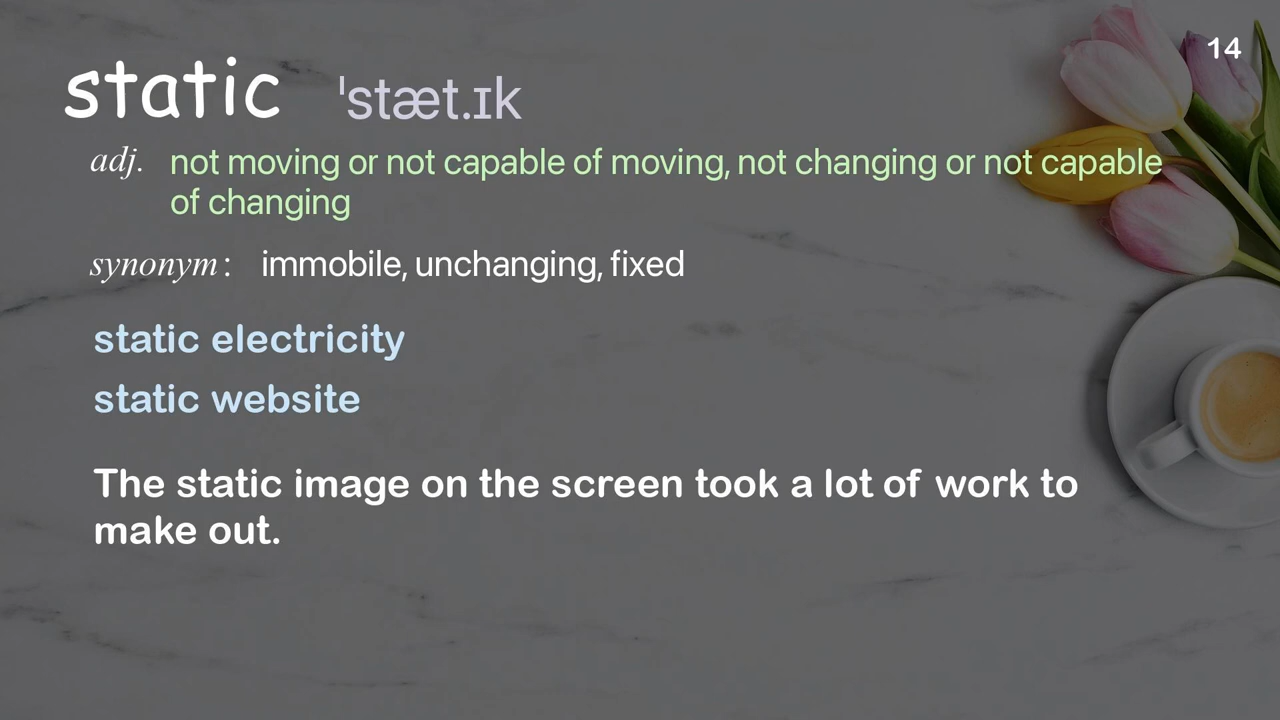 14
static ˈstæt.ɪk
adj. not moving or not capable of moving, not changing or not capable
of changing
synonym : immobile, unchanging, fixed
static electricity
static website
The static image on the screen took a lot of work to
make out.